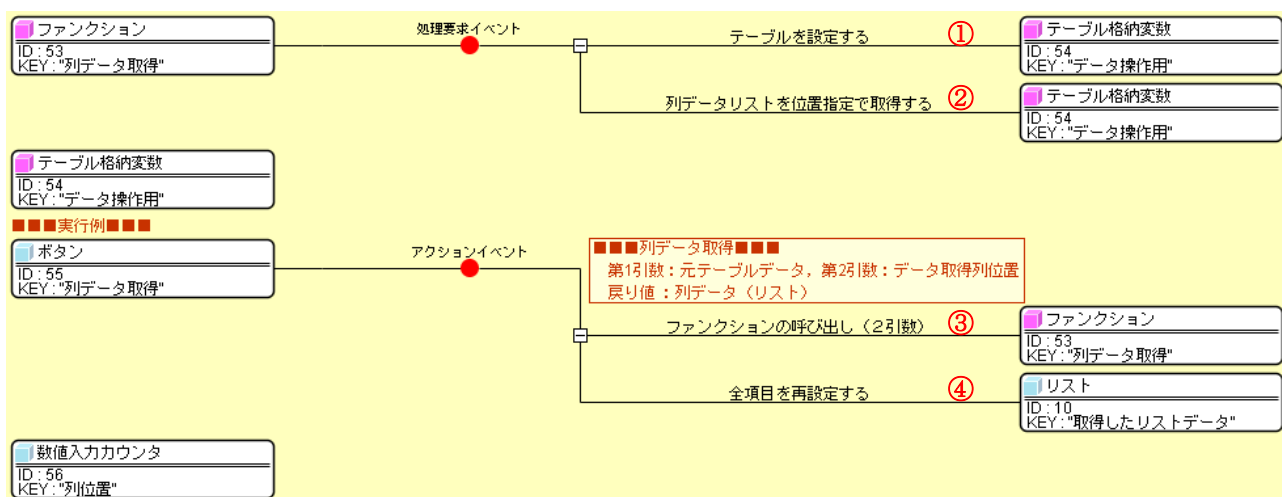 ファンクション
ID : 53
KEY : "列データ取得"
処理要求イベント
テーブルを設定する
①
テーブル格納変数
ID : 54
KEY : "データ操作用"
列データリストを位置指定で取得する
②
テーブル格納変数
ID : 54
KEY : "データ操作用"
テーブル格納変数
ID : 54
KEY : "データ操作用"
■■■実行例■■■
ボタン
ID : 55
KEY : "列データ取得"
アクションイベント
■■■列データ取得■■■
第1引数：元テーブルデータ，第2引数：データ取得列位置
戻り値：列データ（リスト）
ファンクションの呼び出し（2引数）
③
ファンクション
ID : 53
KEY : "列データ取得"
全項目を再設定する
④
リスト
ID : 10
KEY : "取得したリストデータ"
数値入力カウンタ
ID : 56
KEY : "列位置"